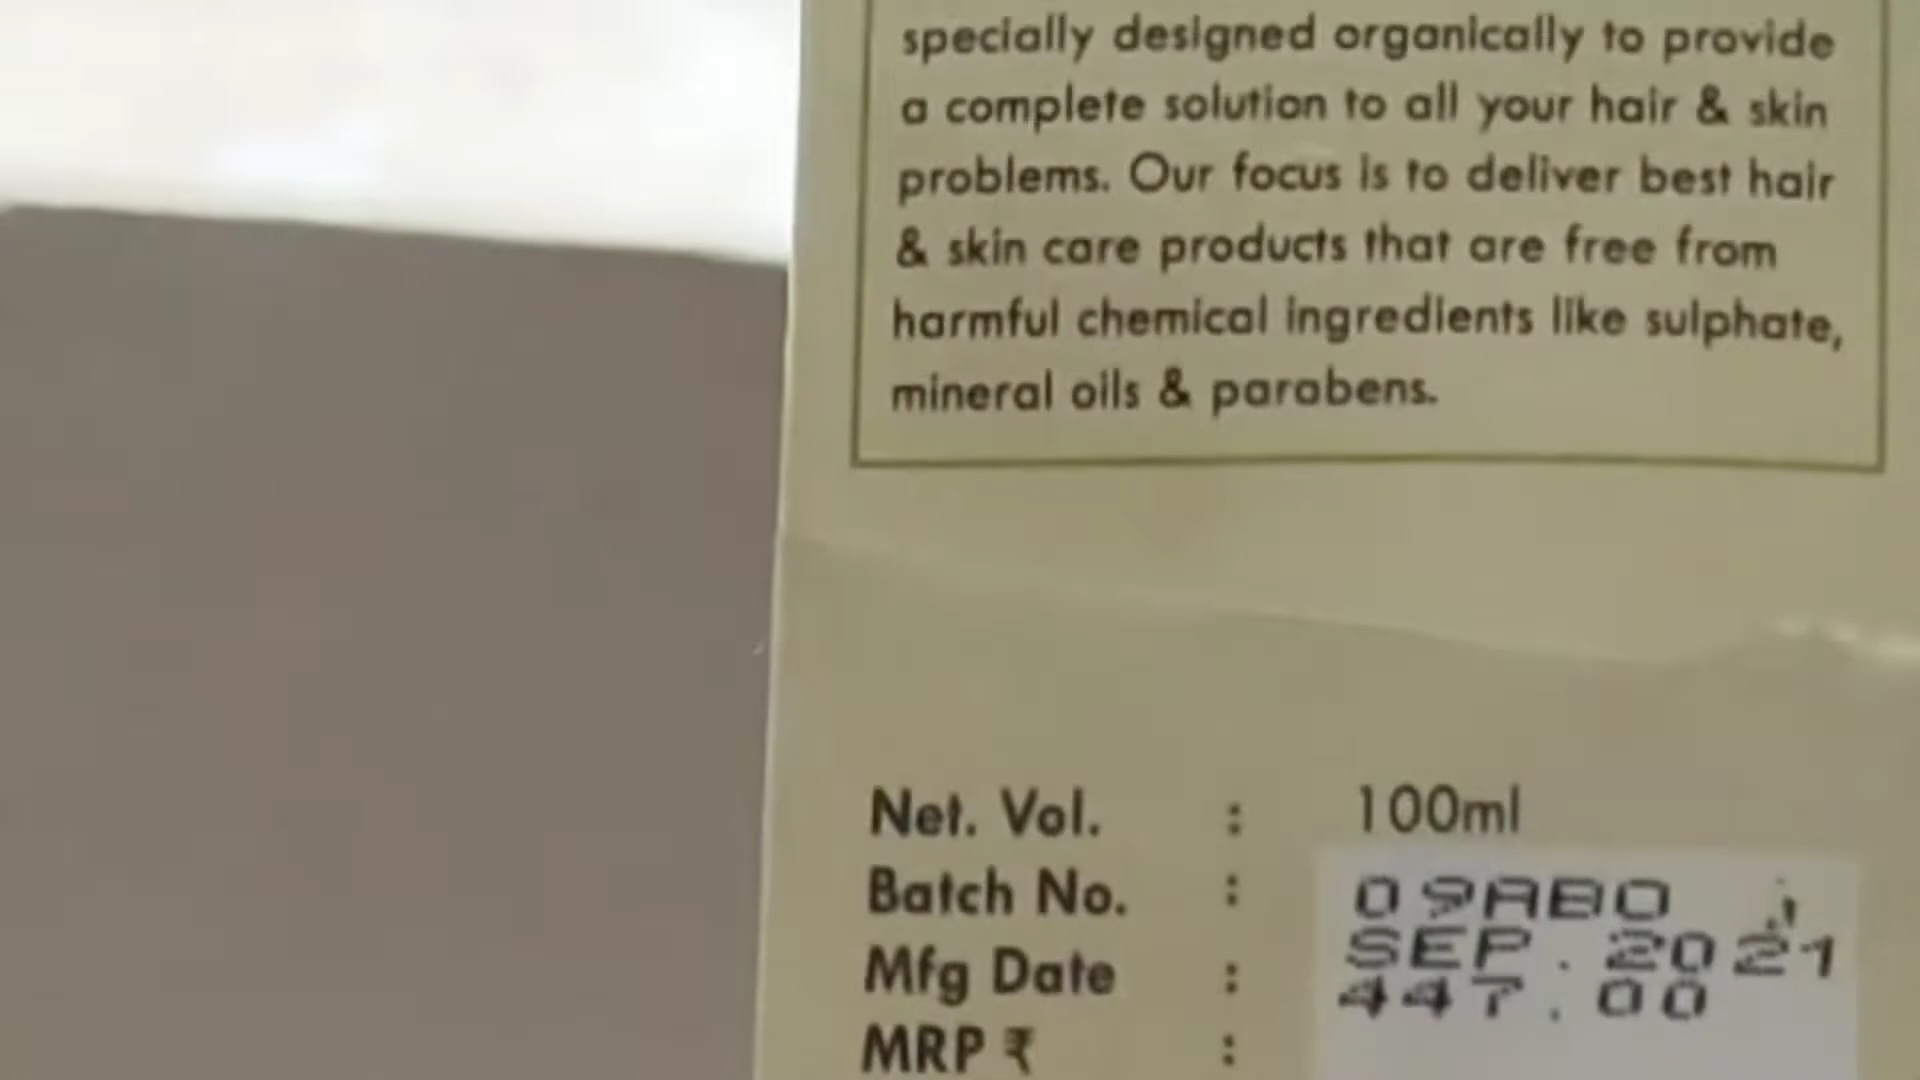 specially designed organically to provide
a complete solution to all your hair & skin
problems. Our focus is to deliver best hair
& skin care products that are free from
harmful chemical ingredients like sulphate,
mineral oils & parabens.
Net. Vol. : 100ml
Batch No. : 09ABO
Mfg Date : SEP.2021
MRP ₹ : 447.00